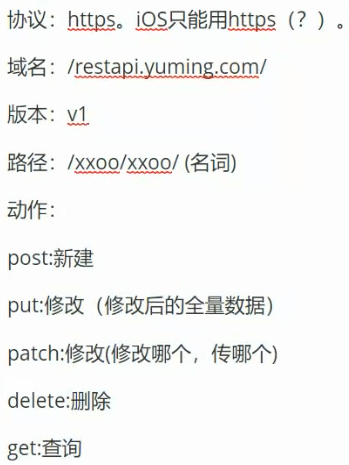 协议：https。iOS只能用https（？）。
域名：/restapi.yuming.com/
版本：v1
路径：/xxoo/xxoo/ (名词)
动作：
post:新建
put:修改（修改后的全量数据）
patch:修改(修改哪个，传哪个)
delete:删除
get:查询